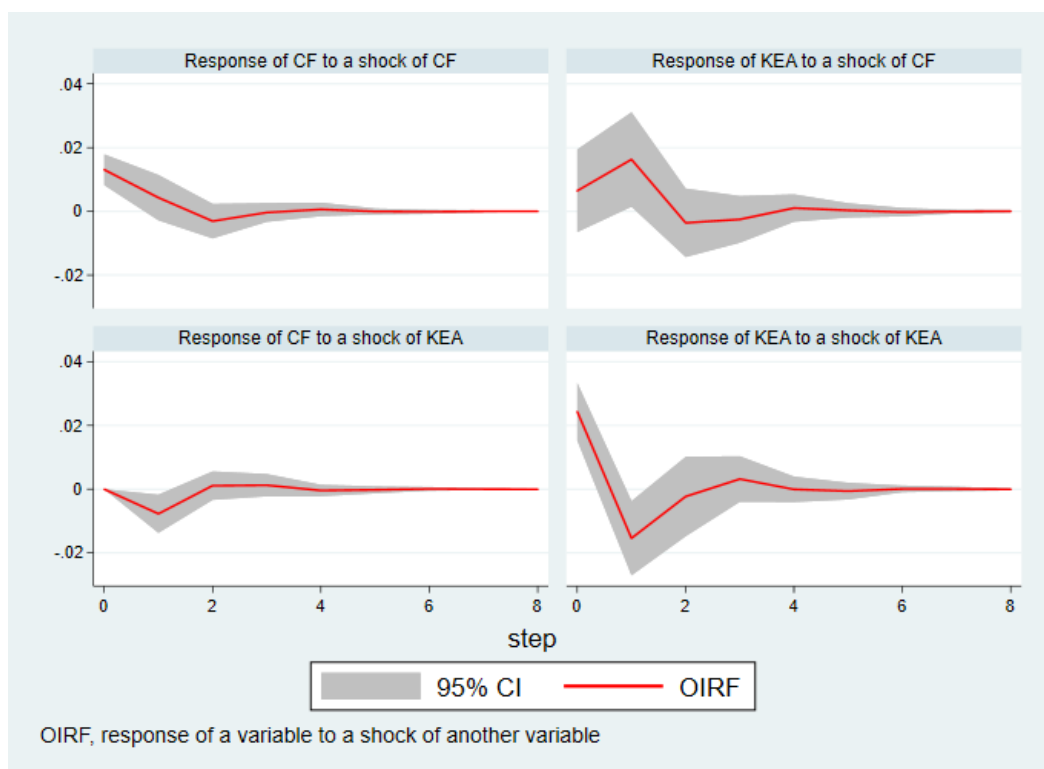 Response of CF to a shock of CF
Response of KEA to a shock of CF
.04
.02
0
-.02
Response of CF to a shock of KEA
Response of KEA to a shock of KEA
.04
.02
0
-.02
0 2 4 6 8
0 2 4 6 8
step
95% CI OIRF
OIRF, response of a variable to a shock of another variable